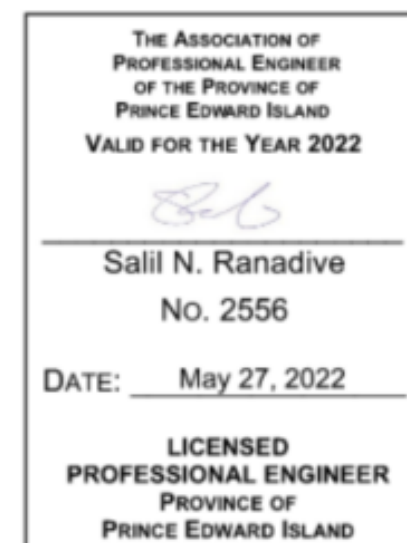 THE ASSOCIATION OF
PROFESSIONAL ENGINEER
OF THE PROVINCE OF
PRINCE EDWARD ISLAND
VALID FOR THE YEAR 2022
Salil N. Ranadive
NO. 2556
DATE: May 27, 2022
LICENSED
PROFESSIONAL ENGINEER
PROVINCE OF
PRINCE EDWARD ISLAND